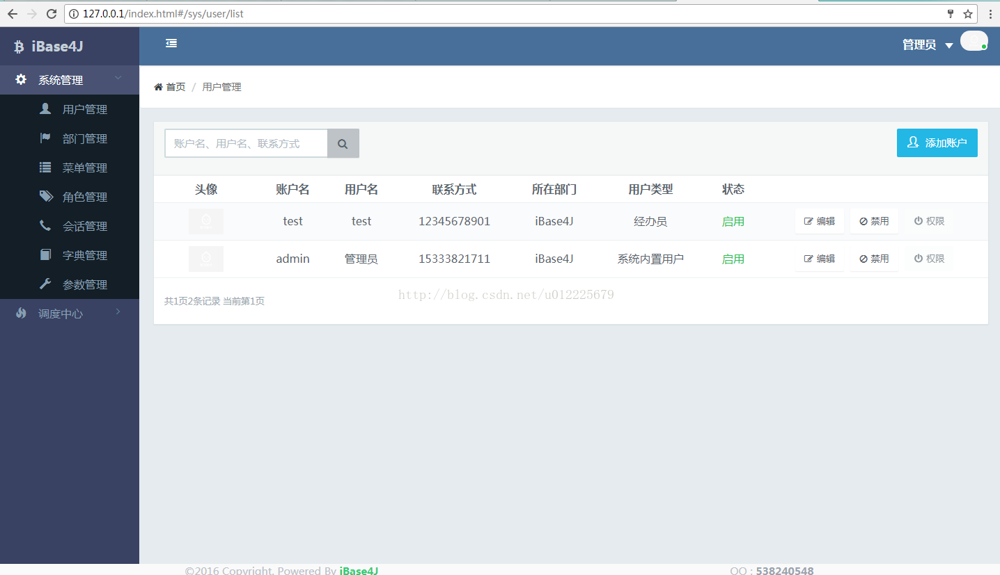 127.0.0.1/index.html#/sys/user/list
iBase4J
管理员
系统管理
首页 / 用户管理
用户管理
部门管理
菜单管理
角色管理
会话管理
字典管理
参数管理
调度中心
账户名、用户名、联系方式
添加账户
头像 账户名 用户名 联系方式 所在部门 用户类型 状态
test test 12345678901 iBase4J 经办员 启用 编辑 禁用 权限
admin 管理员 15333821711 iBase4J 系统内置用户 启用 编辑 禁用 权限
http://blog.csdn.net/u012225679
共1页2条记录 当前第1页
©2016 Copyright. Powered By iBase4J QQ : 538240548